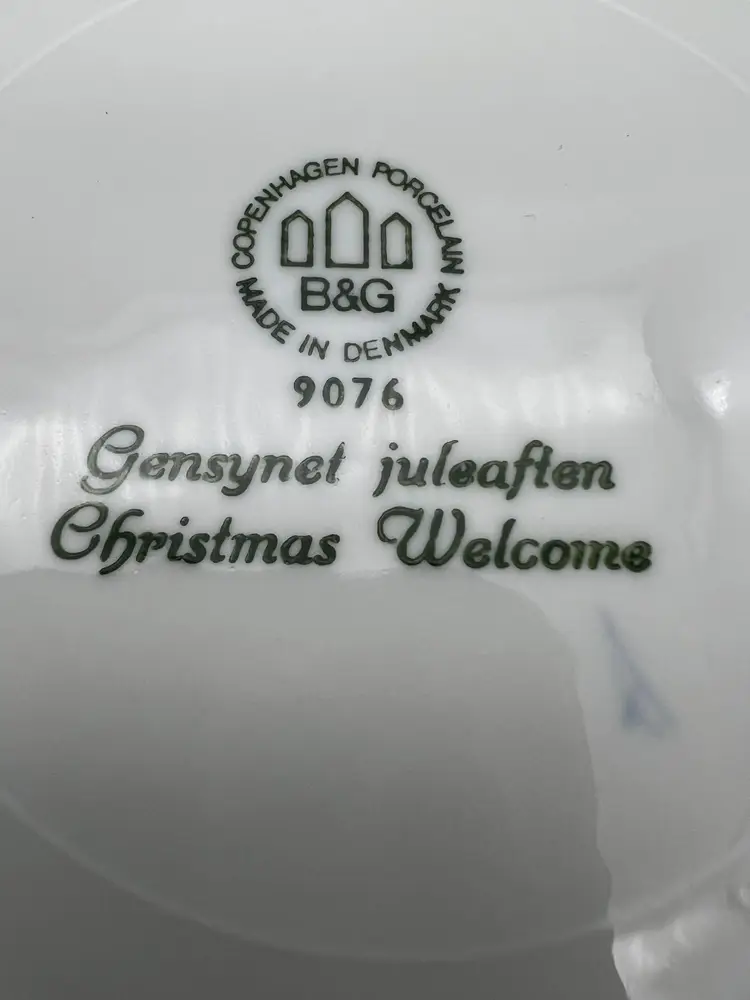 COPENHAGEN PORCELAIN
B&G
MADE IN DENMARK
9076
Gensynet juleaften
Christmas Welcome